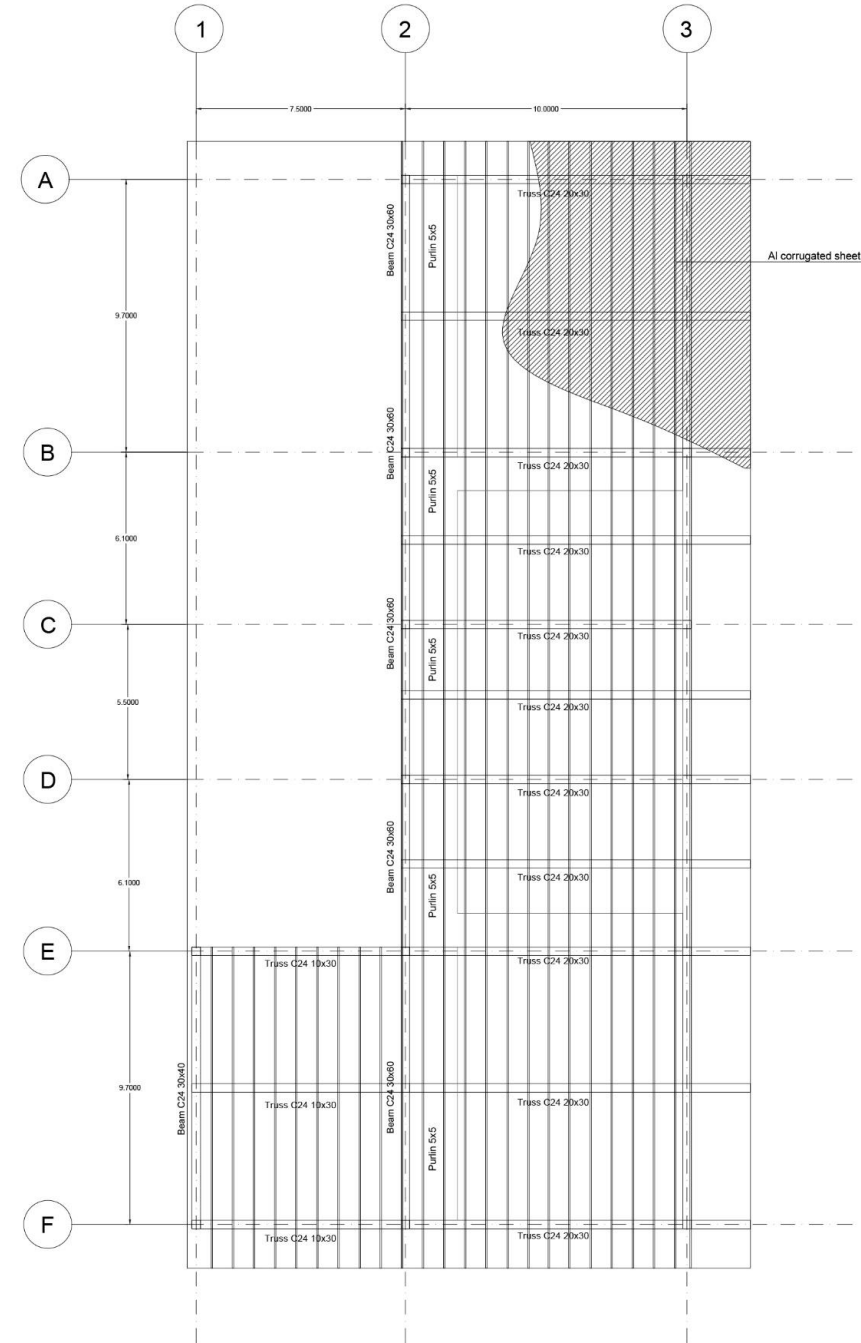 1
2
3
7.5000
10.0000
A
Truss C24 20x30
Beam C24 30x60
Purlin 5x5
Al corrugated sheet
9.7000
Truss C24 20x30
B
Beam C24 30x60
Truss C24 20x30
Purlin 5x5
6.1000
Truss C24 20x30
C
Beam C24 30x60
Truss C24 20x30
Purlin 5x5
5.5000
Truss C24 20x30
D
Truss C24 20x30
Beam C24 30x60
6.1000
Truss C24 20x30
Purlin 5x5
E
Truss C24 10x30
Truss C24 20x30
9.7000
Beam C24 30x40
Truss C24 10x30
Beam C24 30x60
Truss C24 20x30
Purlin 5x5
F
Truss C24 10x30
Truss C24 20x30